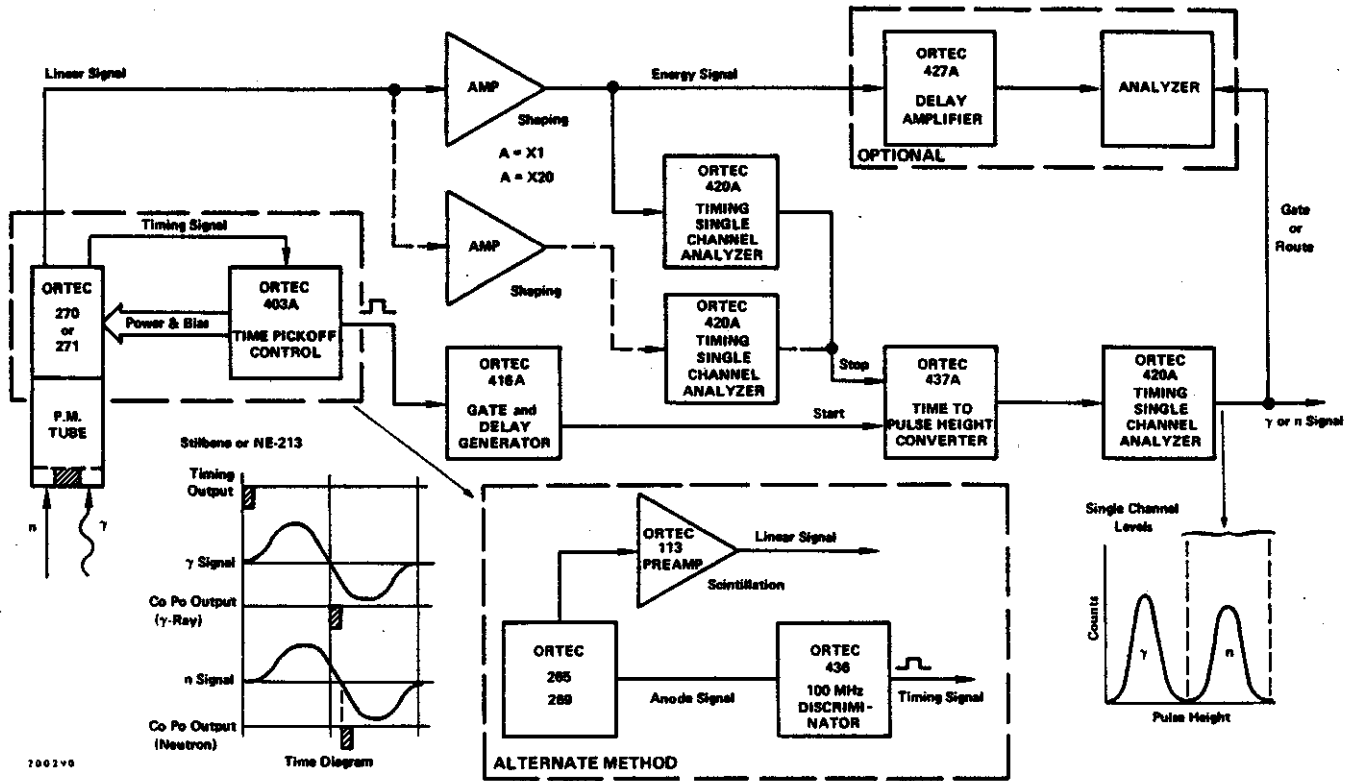 Linear Signal
AMP
Shaping
A = X1
A = X20
Energy Signal
ORTEC
427A
DELAY
AMPLIFIER
ANALYZER
OPTIONAL
Gate
or
Route
Timing Signal
ORTEC
270
or
271
Power & Bias
ORTEC
403A
TIME PICKOFF
CONTROL
P.M.
TUBE
n
γ
AMP
Shaping
ORTEC
420A
TIMING
SINGLE
CHANNEL
ANALYZER
ORTEC
420A
TIMING
SINGLE
CHANNEL
ANALYZER
ORTEC
416A
GATE and
DELAY
GENERATOR
Stop
Start
ORTEC
437A
TIME TO
PULSE HEIGHT
CONVERTER
ORTEC
420A
TIMING
SINGLE
CHANNEL
ANALYZER
γ or n Signal
Stilbene or NE-213
Timing
Output
γ Signal
Co Po Output
(γ-Ray)
n Signal
Co Po Output
(Neutron)
Time Diagram
ORTEC
113
PREAMP
Linear Signal
Scintillation
ORTEC
265
269
Anode Signal
ORTEC
436
100 MHz
DISCRIMI-
NATOR
Timing Signal
ALTERNATE METHOD
Single Channel
Levels
Counts
γ
n
Pulse Height